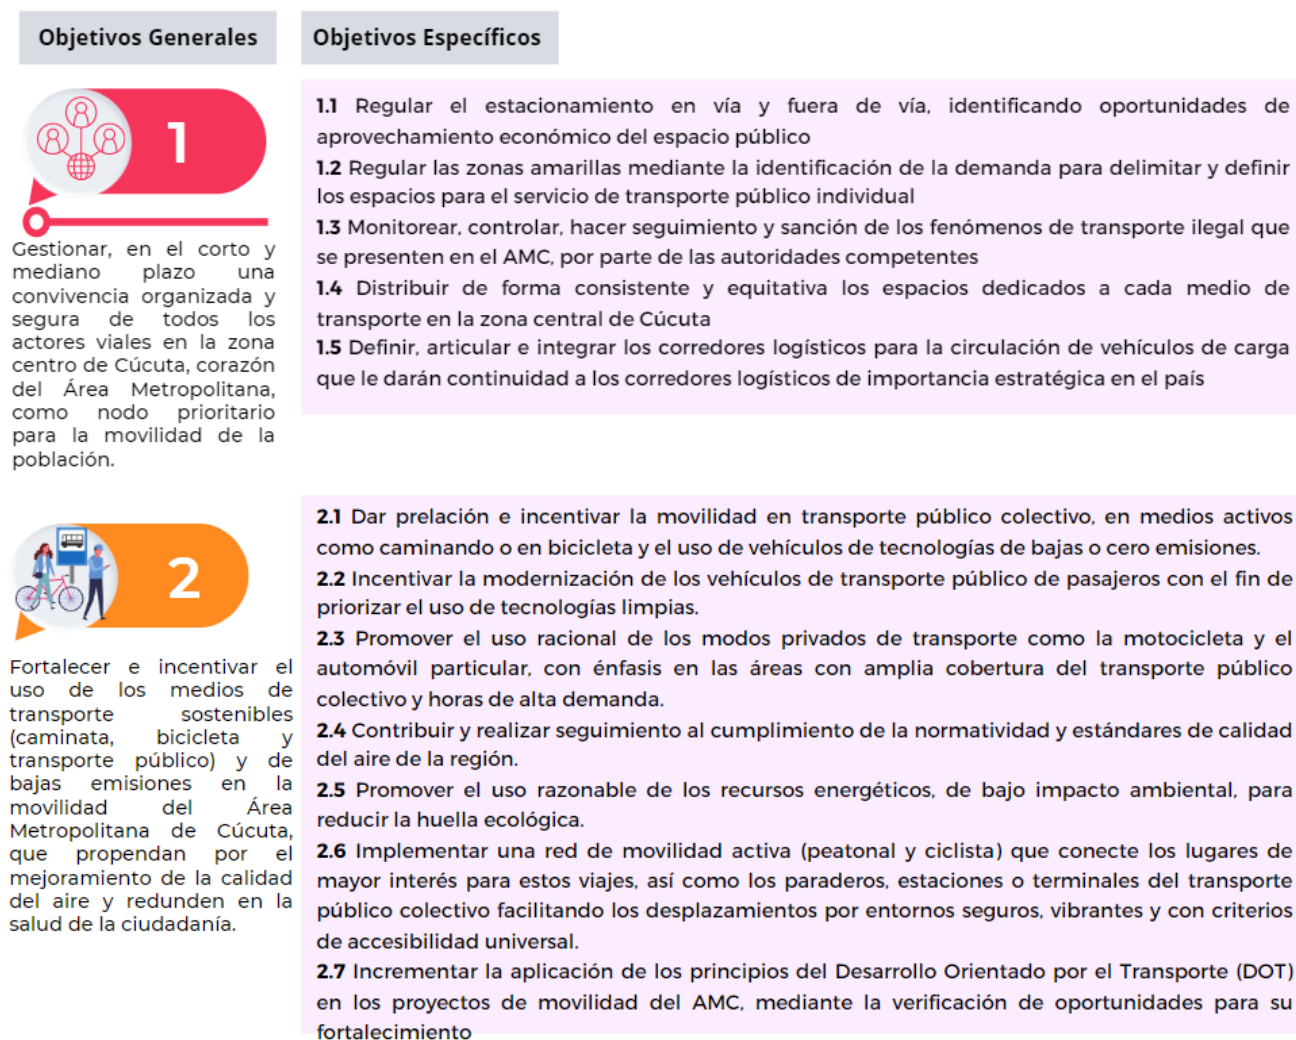 Objetivos Generales
Objetivos Específicos
1
Gestionar, en el corto y
mediano plazo una
convivencia organizada y
segura de todos los
actores viales en la zona
centro de Cúcuta, corazón
del Área Metropolitana,
como nodo prioritario
para la movilidad de la
población.
1.1 Regular el estacionamiento en vía y fuera de vía, identificando oportunidades de
aprovechamiento económico del espacio público
1.2 Regular las zonas amarillas mediante la identificación de la demanda para delimitar y definir
los espacios para el servicio de transporte público individual
1.3 Monitorear, controlar, hacer seguimiento y sanción de los fenómenos de transporte ilegal que
se presenten en el AMC, por parte de las autoridades competentes
1.4 Distribuir de forma consistente y equitativa los espacios dedicados a cada medio de
transporte en la zona central de Cúcuta
1.5 Definir, articular e integrar los corredores logísticos para la circulación de vehículos de carga
que le darán continuidad a los corredores logísticos de importancia estratégica en el país
2
Fortalecer e incentivar el
uso de los medios de
transporte sostenibles
(caminata, bicicleta y
transporte público) y de
bajas emisiones en la
movilidad del Área
Metropolitana de Cúcuta,
que propendan por el
mejoramiento de la calidad
del aire y redunden en la
salud de la ciudadanía.
2.1 Dar prelación e incentivar la movilidad en transporte público colectivo, en medios activos
como caminando o en bicicleta y el uso de vehículos de tecnologías de bajas o cero emisiones.
2.2 Incentivar la modernización de los vehículos de transporte público de pasajeros con el fin de
priorizar el uso de tecnologías limpias.
2.3 Promover el uso racional de los modos privados de transporte como la motocicleta y el
automóvil particular, con énfasis en las áreas con amplia cobertura del transporte público
colectivo y horas de alta demanda.
2.4 Contribuir y realizar seguimiento al cumplimiento de la normatividad y estándares de calidad
del aire de la región.
2.5 Promover el uso razonable de los recursos energéticos, de bajo impacto ambiental, para
reducir la huella ecológica.
2.6 Implementar una red de movilidad activa (peatonal y ciclista) que conecte los lugares de
mayor interés para estos viajes, así como los paraderos, estaciones o terminales del transporte
público colectivo facilitando los desplazamientos por entornos seguros, vibrantes y con criterios
de accesibilidad universal.
2.7 Incrementar la aplicación de los principios del Desarrollo Orientado por el Transporte (DOT)
en los proyectos de movilidad del AMC, mediante la verificación de oportunidades para su
fortalecimiento